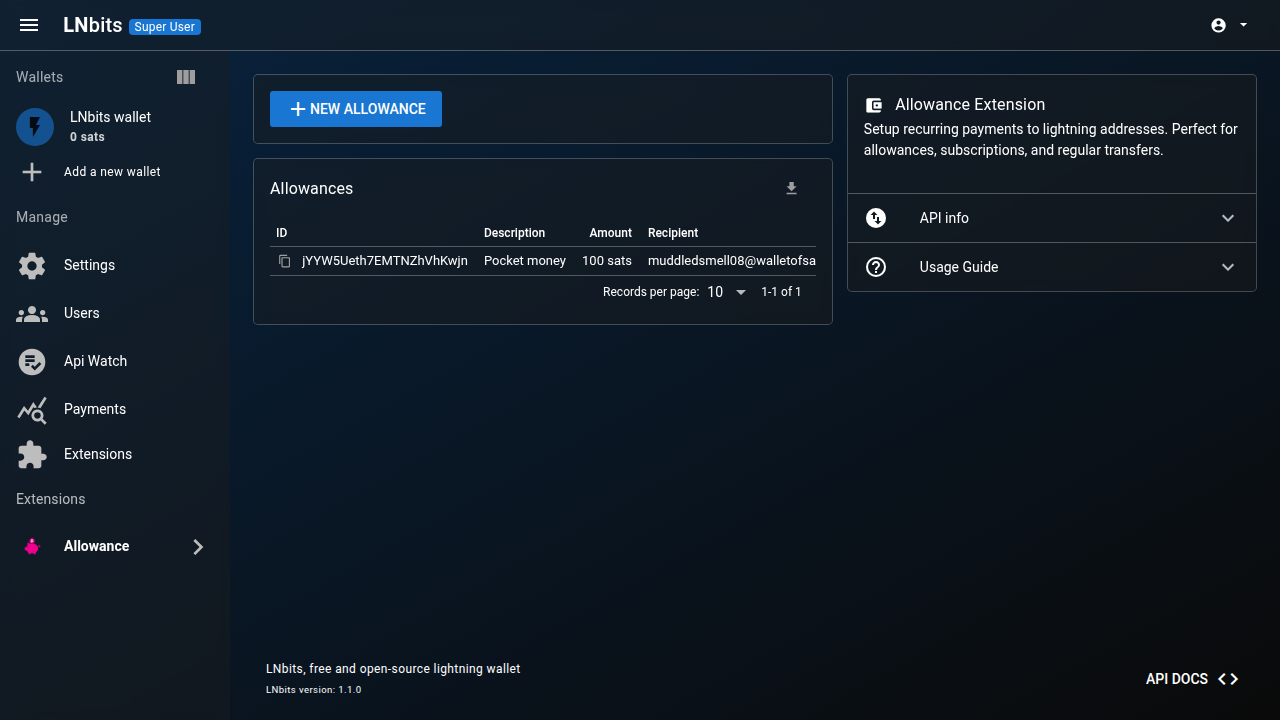 LNbits Super User
Wallets
LNbits wallet
0 sats
Add a new wallet
Manage
Settings
Users
Api Watch
Payments
Extensions
Extensions
Allowance
NEW ALLOWANCE
Allowances
ID Description Amount Recipient
jYYW5Ueth7EMTNZhVhKwjn Pocket money 100 sats muddledsmell08@walletofsa
Records per page: 10 1-1 of 1
Allowance Extension
Setup recurring payments to lightning addresses. Perfect for
allowances, subscriptions, and regular transfers.
API info
Usage Guide
LNbits, free and open-source lightning wallet
LNbits version: 1.1.0
API DOCS